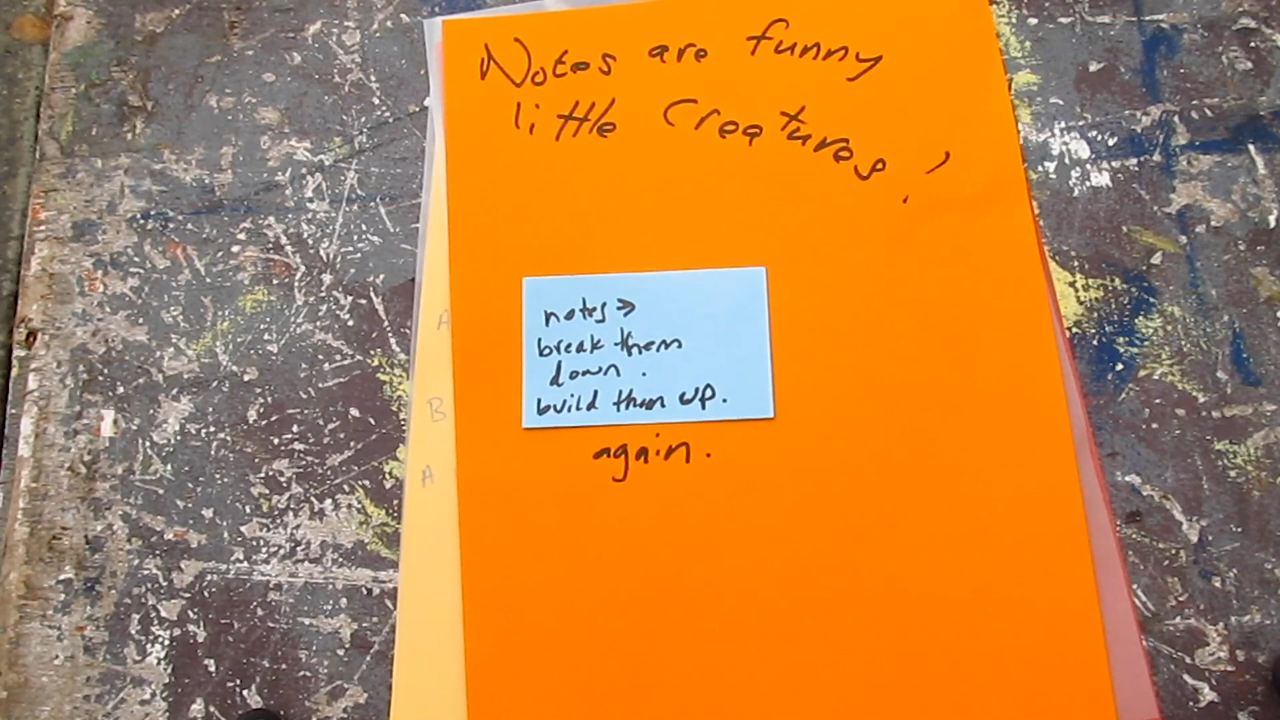 Notes are funny
little Creatures!
notes →
break them
down.
build them up.
again.
A
B
A